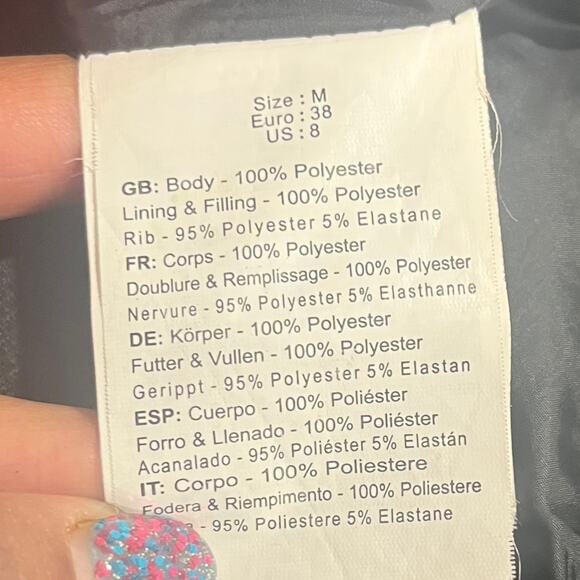 Size : M
Euro : 38
US : 8
GB: Body - 100% Polyester
Lining & Filling - 100% Polyester
Rib - 95% Polyester 5% Elastane
FR: Corps - 100% Polyester
Doublure & Remplissage - 100% Polyester
Nervure - 95% Polyester 5% Elasthanne
DE: Körper - 100% Polyester
Futter & Vullen - 100% Polyester
Gerippt - 95% Polyester 5% Elastan
ESP: Cuerpo - 100% Poliéster
Forro & Llenado - 100% Poliéster
Acanalado - 95% Poliéster 5% Elastán
IT: Corpo - 100% Poliestere
Fodera & Riempimento - 100% Poliestere
- 95% Poliestere 5% Elastane